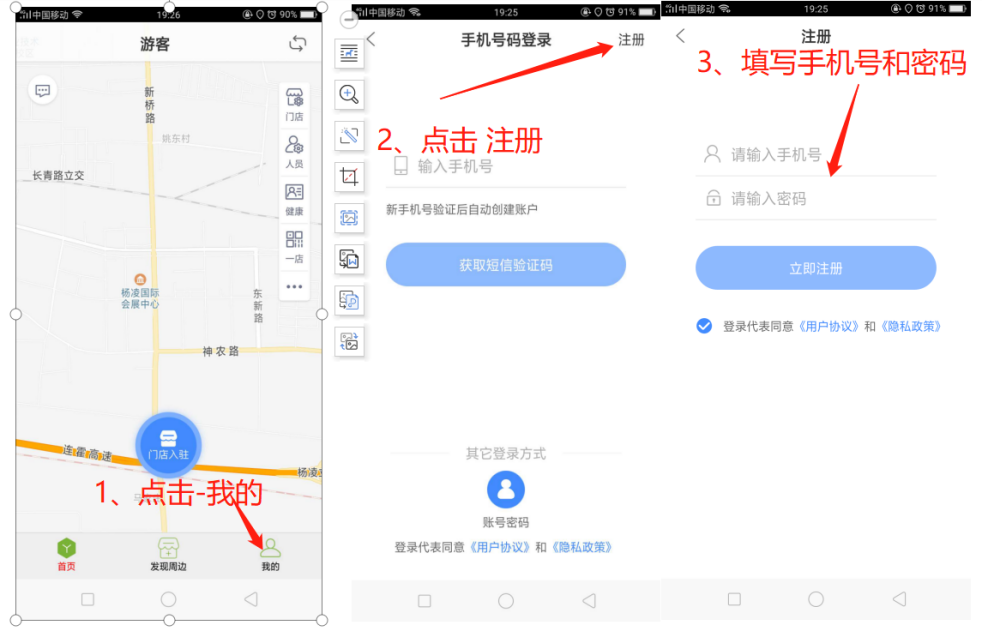 中国移动 19:26 90%
游客
新桥路
姚东村
长青路立交
门店
人员
健康
一店
杨凌国际
会展中心
东新路
神农路
门店入驻
连霍高速
杨凌
1、点击-我的
首页
发现周边
我的
中国移动 19:25 91%
手机号码登录
注册
2、点击 注册
输入手机号
新手机号验证后自动创建账户
获取短信验证码
其它登录方式
账号密码
登录代表同意《用户协议》和《隐私政策》
中国移动 19:25 91%
注册
3、填写手机号和密码
请输入手机号
请输入密码
立即注册
登录代表同意《用户协议》和《隐私政策》